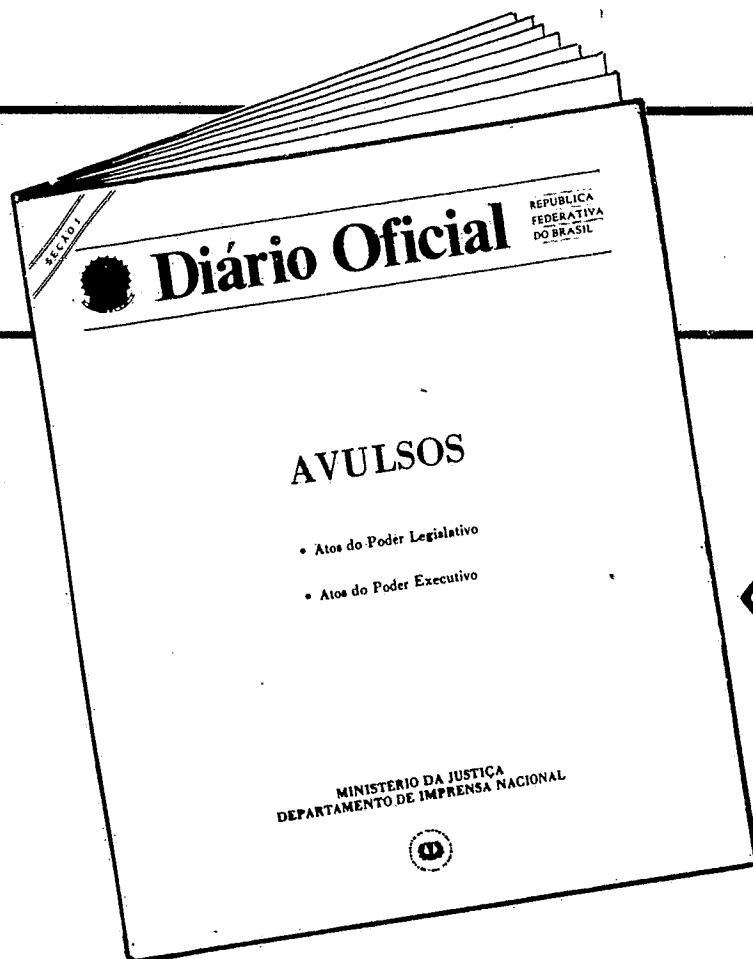 SEÇÃO I
Diário Oficial
REPÚBLICA
FEDERATIVA
DO BRASIL
AVULSOS
• Atos do Poder Legislativo
• Atos do Poder Executivo
MINISTÉRIO DA JUSTIÇA
DEPARTAMENTO DE IMPRENSA NACIONAL